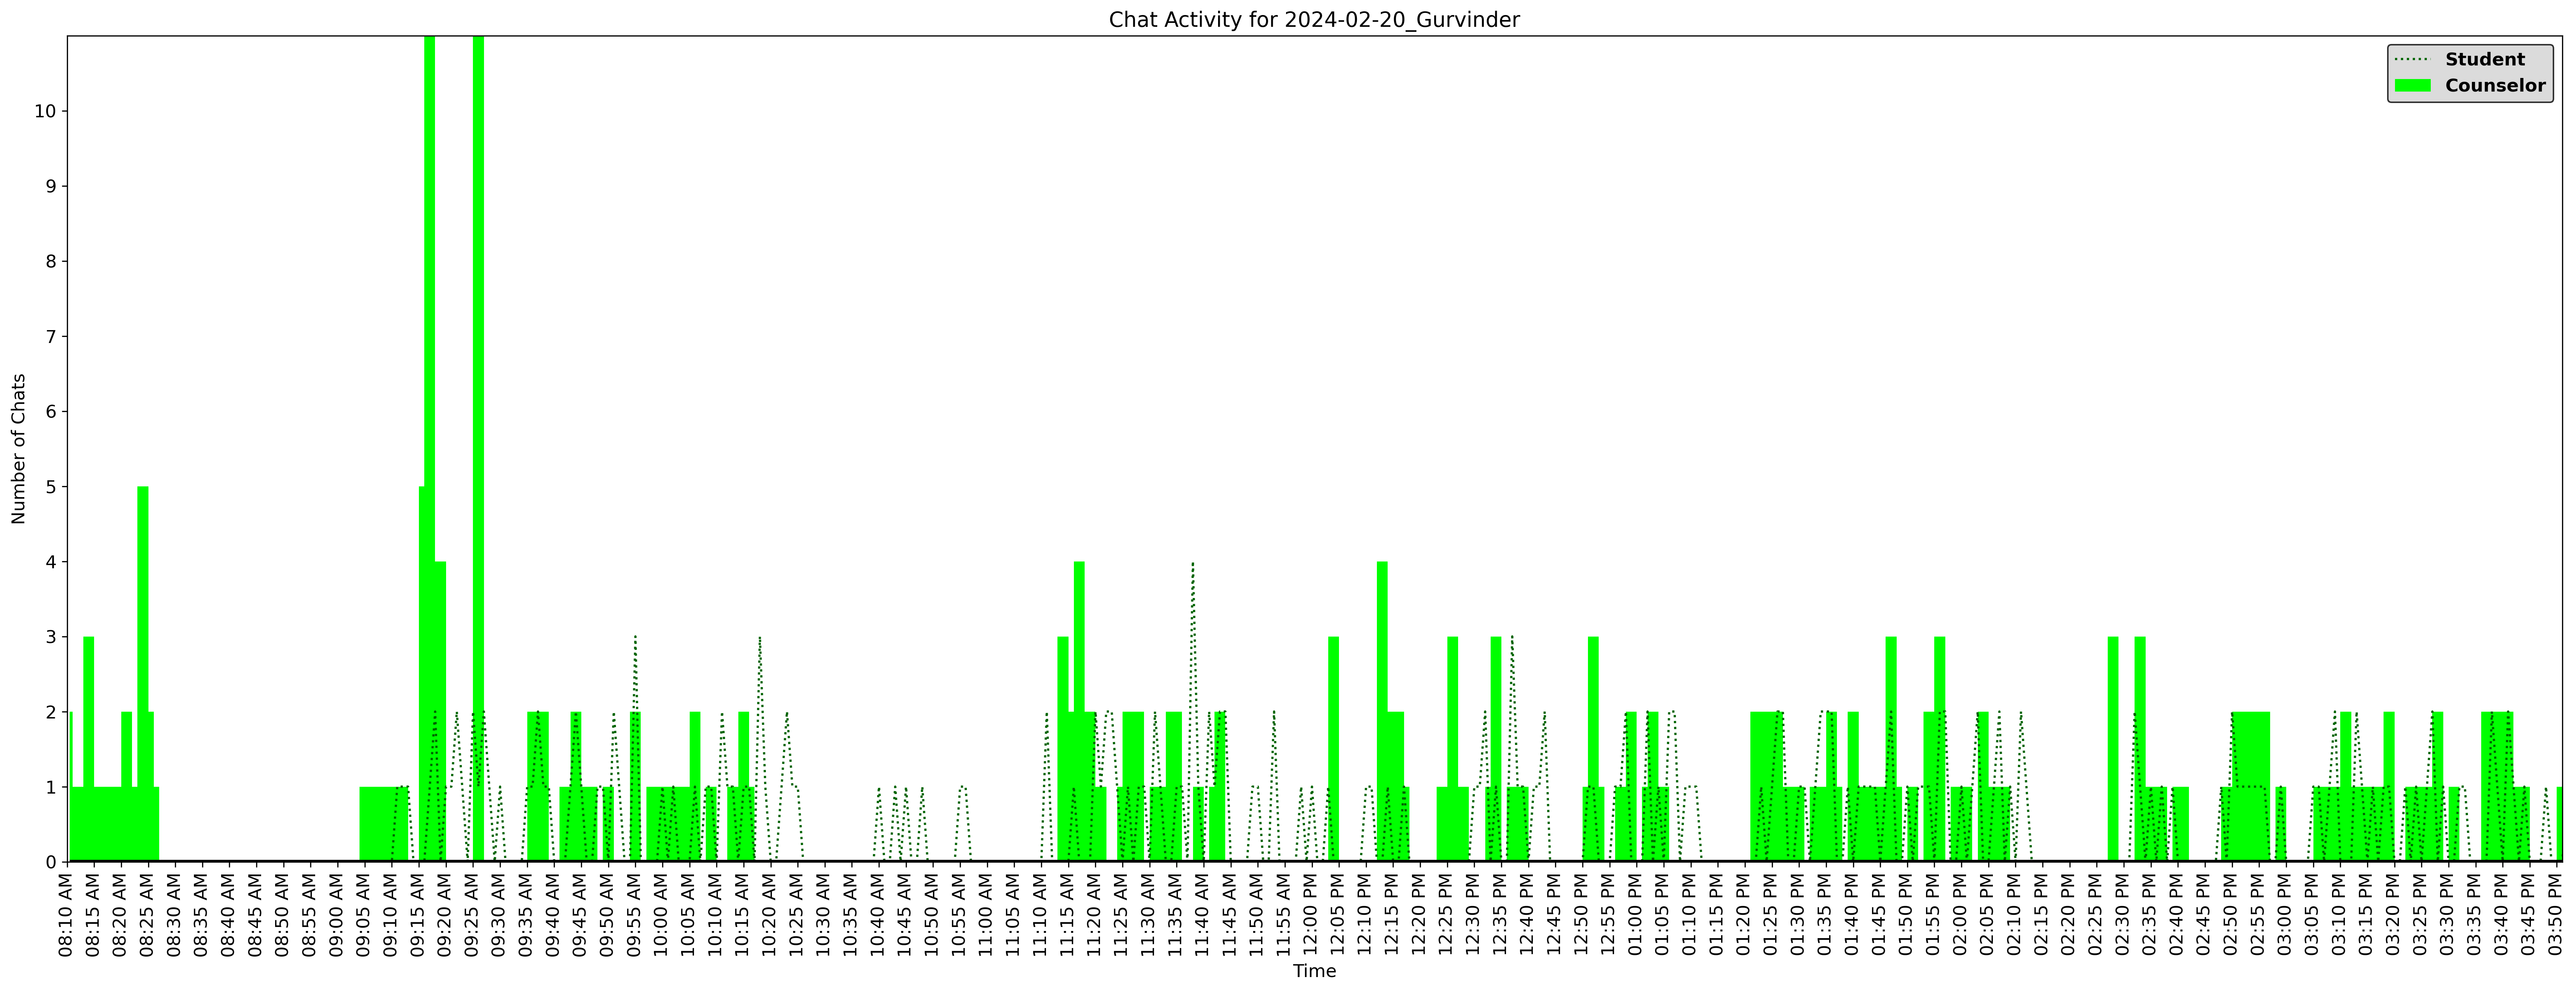 Chat Activity for 2024-02-20_Gurvinder
Student
Counselor
Number of Chats
10
9
8
7
6
5
4
3
2
1
0
08:10 AM
08:15 AM
08:20 AM
08:25 AM
08:30 AM
08:35 AM
08:40 AM
08:45 AM
08:50 AM
08:55 AM
09:00 AM
09:05 AM
09:10 AM
09:15 AM
09:20 AM
09:25 AM
09:30 AM
09:35 AM
09:40 AM
09:45 AM
09:50 AM
09:55 AM
10:00 AM
10:05 AM
10:10 AM
10:15 AM
10:20 AM
10:25 AM
10:30 AM
10:35 AM
10:40 AM
10:45 AM
10:50 AM
10:55 AM
11:00 AM
11:05 AM
11:10 AM
11:15 AM
11:20 AM
11:25 AM
11:30 AM
11:35 AM
11:40 AM
11:45 AM
11:50 AM
11:55 AM
12:00 PM
12:05 PM
12:10 PM
12:15 PM
12:20 PM
12:25 PM
12:30 PM
12:35 PM
12:40 PM
12:45 PM
12:50 PM
12:55 PM
01:00 PM
01:05 PM
01:10 PM
01:15 PM
01:20 PM
01:25 PM
01:30 PM
01:35 PM
01:40 PM
01:45 PM
01:50 PM
01:55 PM
02:00 PM
02:05 PM
02:10 PM
02:15 PM
02:20 PM
02:25 PM
02:30 PM
02:35 PM
02:40 PM
02:45 PM
02:50 PM
02:55 PM
03:00 PM
03:05 PM
03:10 PM
03:15 PM
03:20 PM
03:25 PM
03:30 PM
03:35 PM
03:40 PM
03:45 PM
03:50 PM
Time